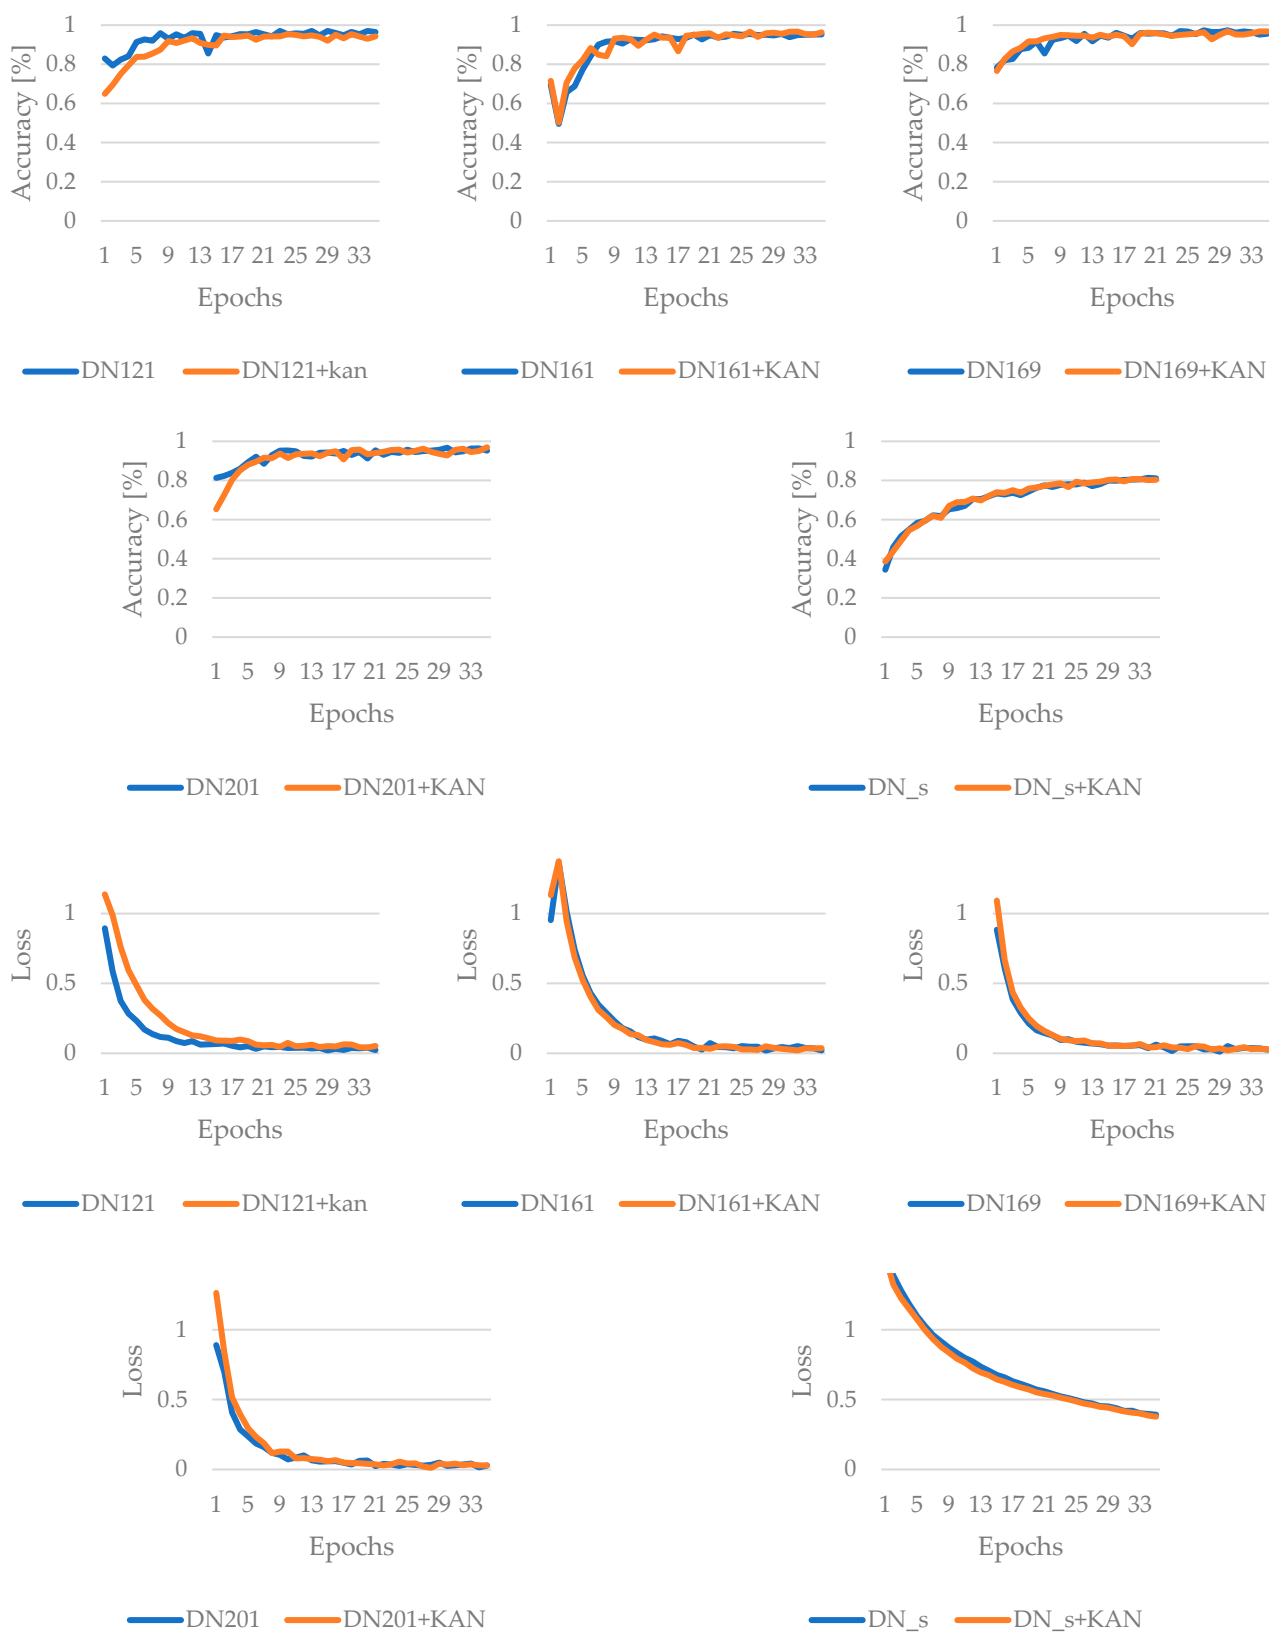 1
0.8
0.6
0.4
0.2
0
Accuracy [%]
1 5 9 13 17 21 25 29 33
Epochs
DN121 DN121+kan
1
0.8
0.6
0.4
0.2
0
Accuracy [%]
1 5 9 13 17 21 25 29 33
Epochs
DN161 DN161+KAN
1
0.8
0.6
0.4
0.2
0
Accuracy [%]
1 5 9 13 17 21 25 29 33
Epochs
DN169 DN169+KAN
1
0.8
0.6
0.4
0.2
0
Accuracy [%]
1 5 9 13 17 21 25 29 33
Epochs
DN201 DN201+KAN
1
0.8
0.6
0.4
0.2
0
Accuracy [%]
1 5 9 13 17 21 25 29 33
Epochs
DN_s DN_s+KAN
1
0.5
0
Loss
1 5 9 13 17 21 25 29 33
Epochs
DN121 DN121+kan
1
0.5
0
Loss
1 5 9 13 17 21 25 29 33
Epochs
DN161 DN161+KAN
1
0.5
0
Loss
1 5 9 13 17 21 25 29 33
Epochs
DN169 DN169+KAN
1
0.5
0
Loss
1 5 9 13 17 21 25 29 33
Epochs
DN201 DN201+KAN
1
0.5
0
Loss
1 5 9 13 17 21 25 29 33
Epochs
DN_s DN_s+KAN